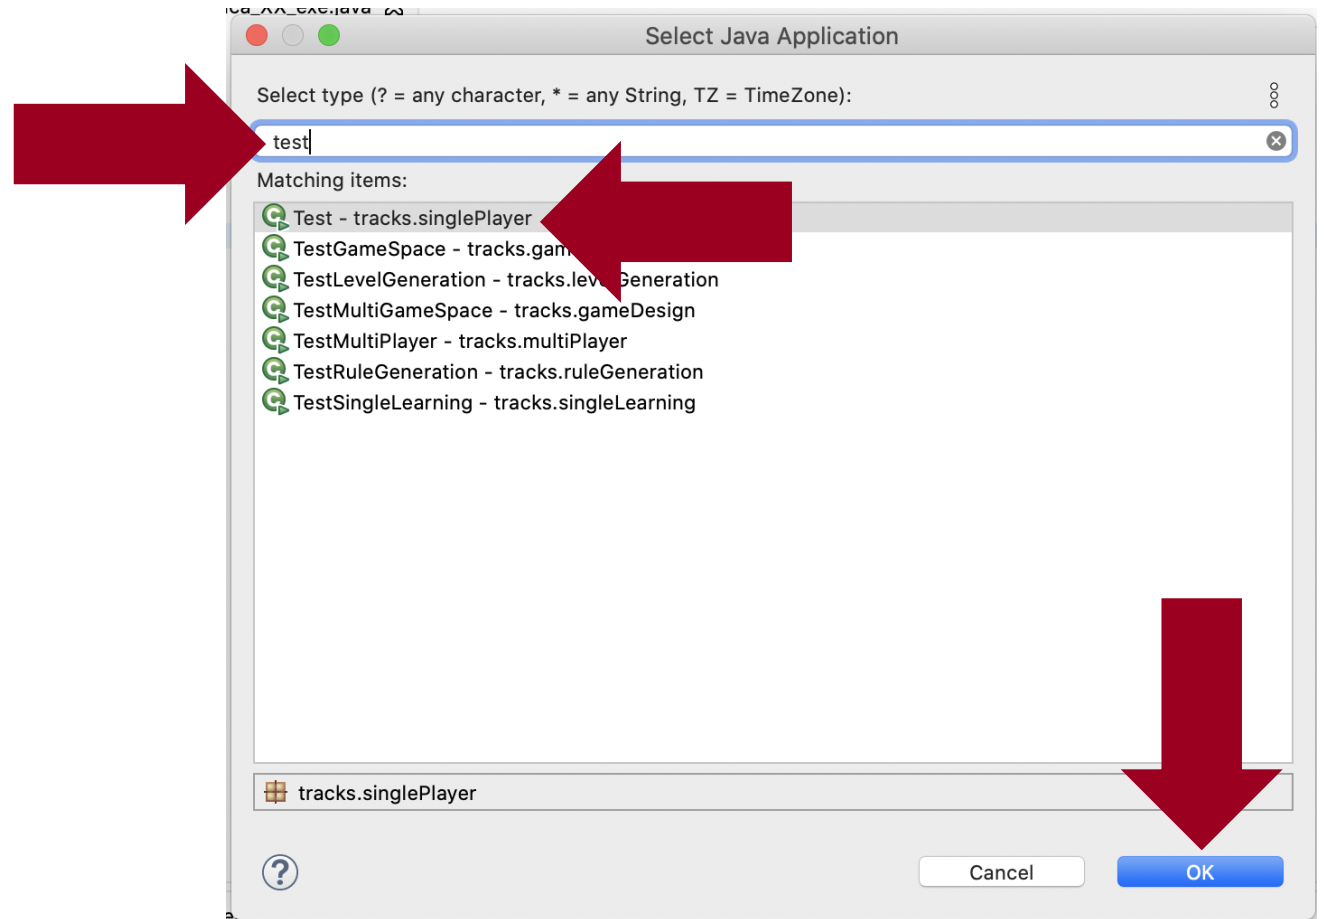 Select Java Application
Select type (? = any character, * = any String, TZ = TimeZone):
test
Matching items:
Test - tracks.singlePlayer
TestGameSpace - tracks.gam
TestLevelGeneration - tracks.levelGeneration
TestMultiGameSpace - tracks.gameDesign
TestMultiPlayer - tracks.multiPlayer
TestRuleGeneration - tracks.ruleGeneration
TestSingleLearning - tracks.singleLearning
tracks.singlePlayer
?
Cancel
OK